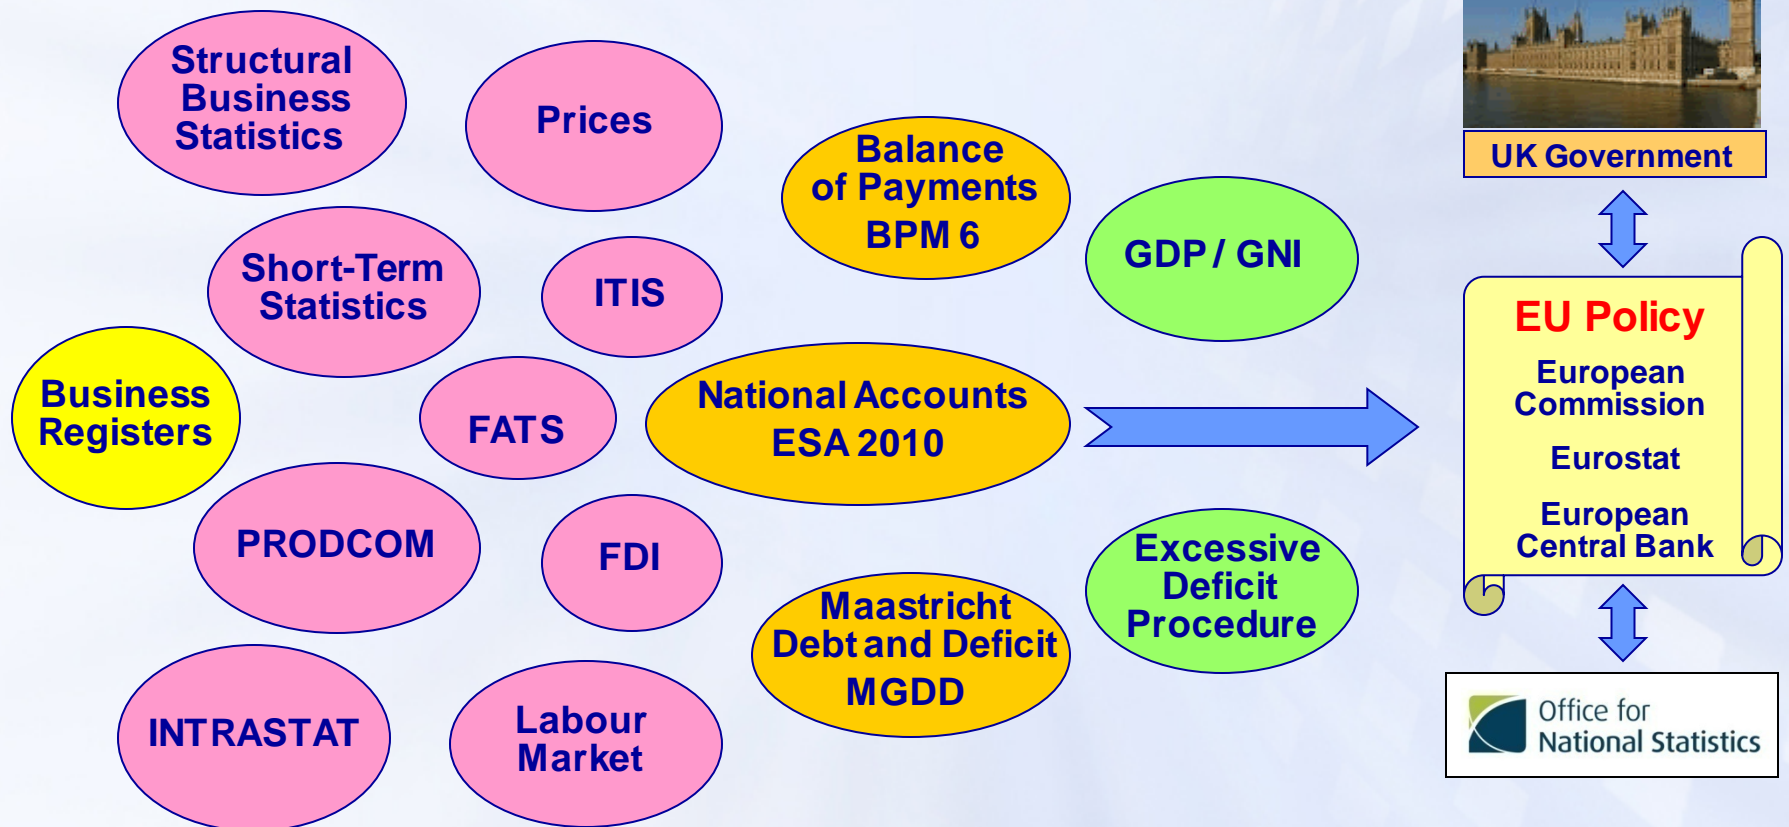 Structural
Business
Statistics
Prices
Balance
of Payments
BPM 6
UK Government
Short-Term
Statistics
ITIS
GDP / GNI
EU Policy
European
Commission
Eurostat
European
Central Bank
Business
Registers
FATS
National Accounts
ESA 2010
PRODCOM
FDI
Excessive
Deficit
Procedure
Maastricht
Debt and Deficit
MGDD
INTRASTAT
Labour
Market
Office for
National Statistics